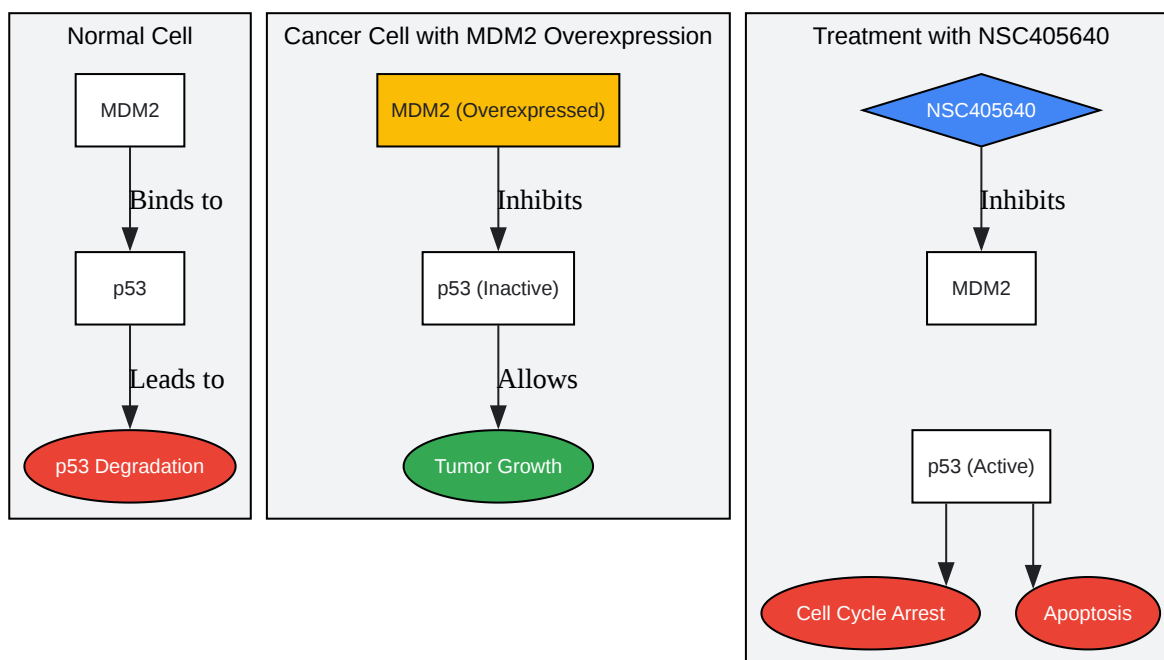 Normal Cell
MDM2
Binds to
p53
Leads to
p53 Degradation
Cancer Cell with MDM2 Overexpression
MDM2 (Overexpressed)
Inhibits
p53 (Inactive)
Allows
Tumor Growth
Treatment with NSC405640
NSC405640
Inhibits
MDM2
p53 (Active)
Cell Cycle Arrest
Apoptosis